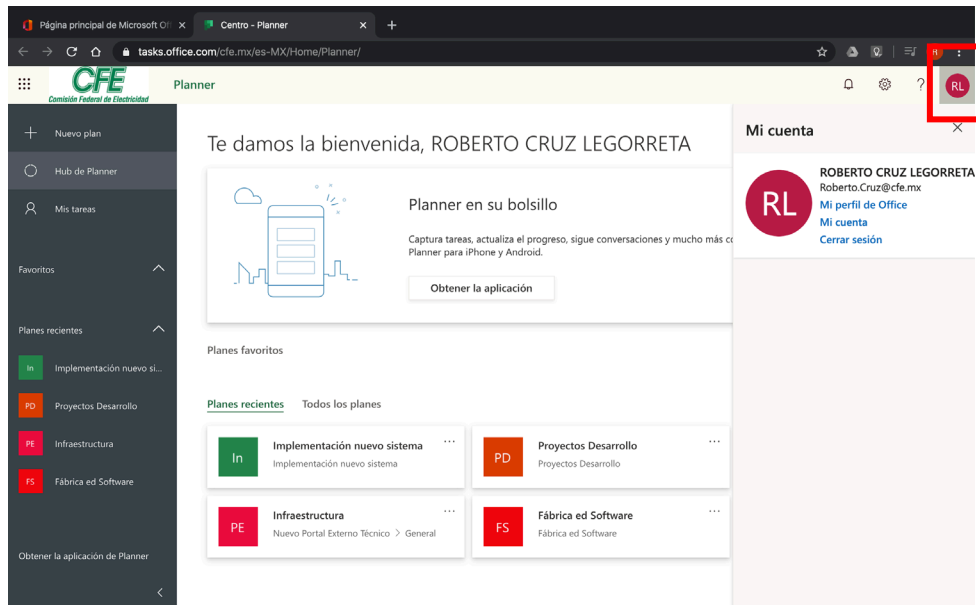 Página principal de Microsoft Off
Centro - Planner
tasks.office.com/cfe.mx/es-MX/Home/Planner/
CFE
Comisión Federal de Electricidad
Planner
RL
Nuevo plan
Hub de Planner
Mis tareas
Favoritos
Planes recientes
In Implementación nuevo si...
PD Proyectos Desarrollo
PE Infraestructura
FS Fábrica ed Software
Obtener la aplicación de Planner
Te damos la bienvenida, ROBERTO CRUZ LEGORRETA
Planner en su bolsillo
Captura tareas, actualiza el progreso, sigue conversaciones y mucho más
Planner para iPhone y Android.
Obtener la aplicación
Planes favoritos
Planes recientes Todos los planes
In
Implementación nuevo sistema ...
Implementación nuevo sistema
PD
Proyectos Desarrollo ...
Proyectos Desarrollo
PE
Infraestructura ...
Nuevo Portal Externo Técnico > General
FS
Fábrica ed Software ...
Fábrica ed Software
Mi cuenta
RL
ROBERTO CRUZ LEGORRETA
Roberto.Cruz@cfe.mx
Mi perfil de Office
Mi cuenta
Cerrar sesión